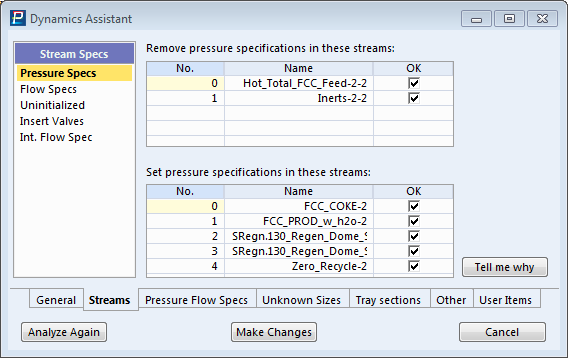 Dynamics Assistant
Stream Specs
Pressure Specs
Flow Specs
Uninitialized
Insert Valves
Int. Flow Spec
Remove pressure specifications in these streams:
No. Name OK
0 Hot_Total_FCC_Feed-2-2
1 Inerts-2-2
Set pressure specifications in these streams:
No. Name OK
0 FCC_COKE-2
1 FCC_PROD_w_h2o-2
2 SRegn.130_Regen_Dome_S
3 SRegn.130_Regen_Dome_S
4 Zero_Recycle-2
Tell me why
General Streams Pressure Flow Specs Unknown Sizes Tray sections Other User Items
Analyze Again Make Changes Cancel